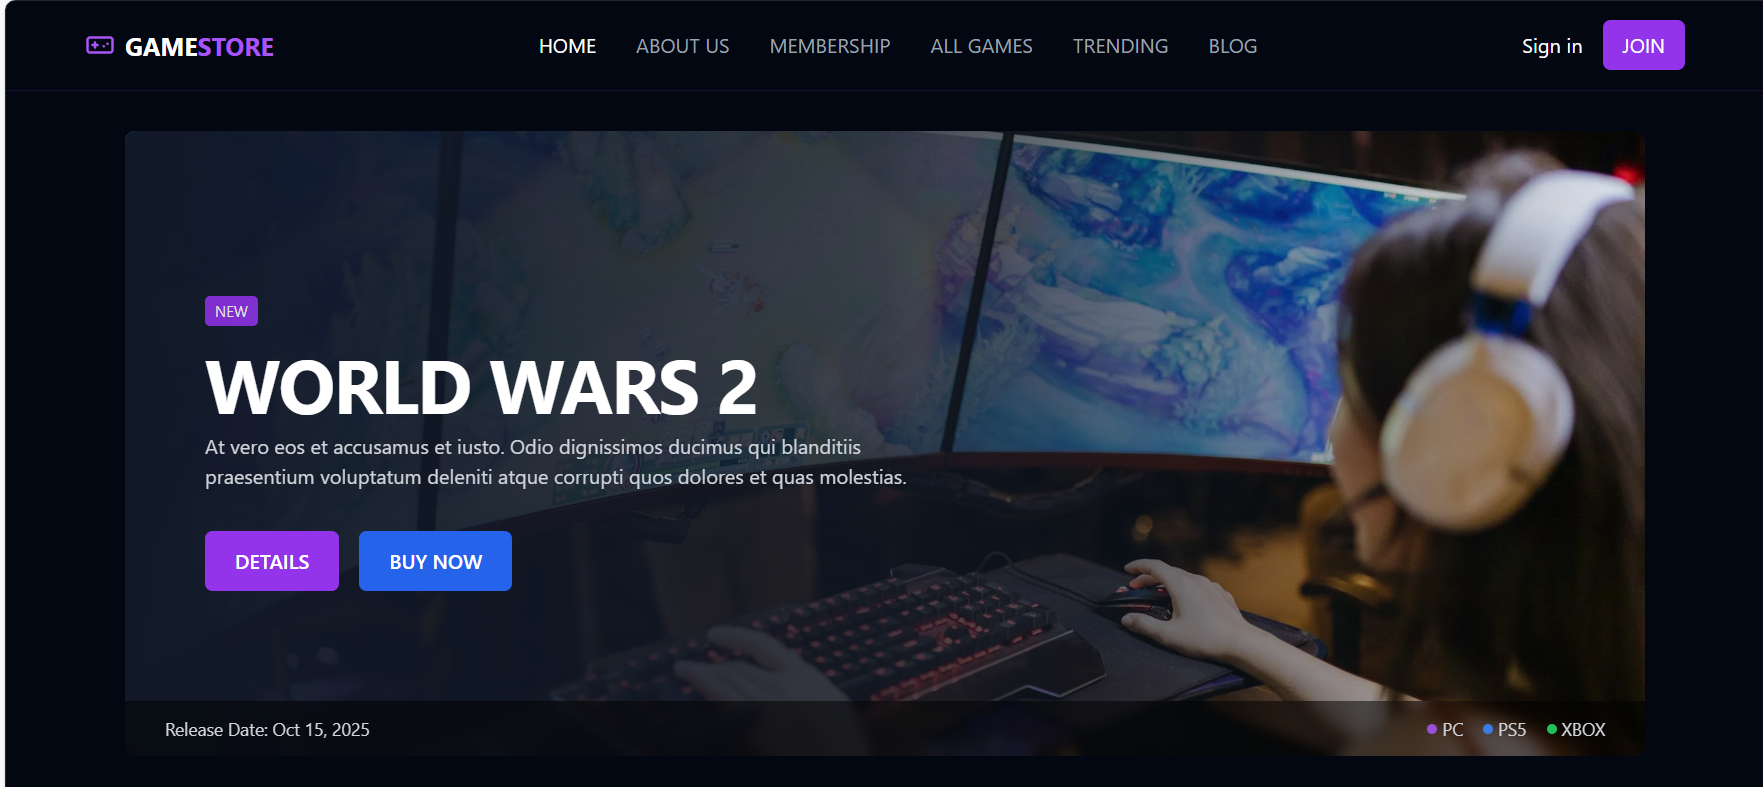 GAMESTORE
HOME ABOUT US MEMBERSHIP ALL GAMES TRENDING BLOG
Sign in JOIN
NEW
WORLD WARS 2
At vero eos et accusamus et iusto. Odio dignissimos ducimus qui blanditiis
praesentium voluptatum deleniti atque corrupti quos dolores et quas molestias.
DETAILS BUY NOW
Release Date: Oct 15, 2025
PC PS5 XBOX